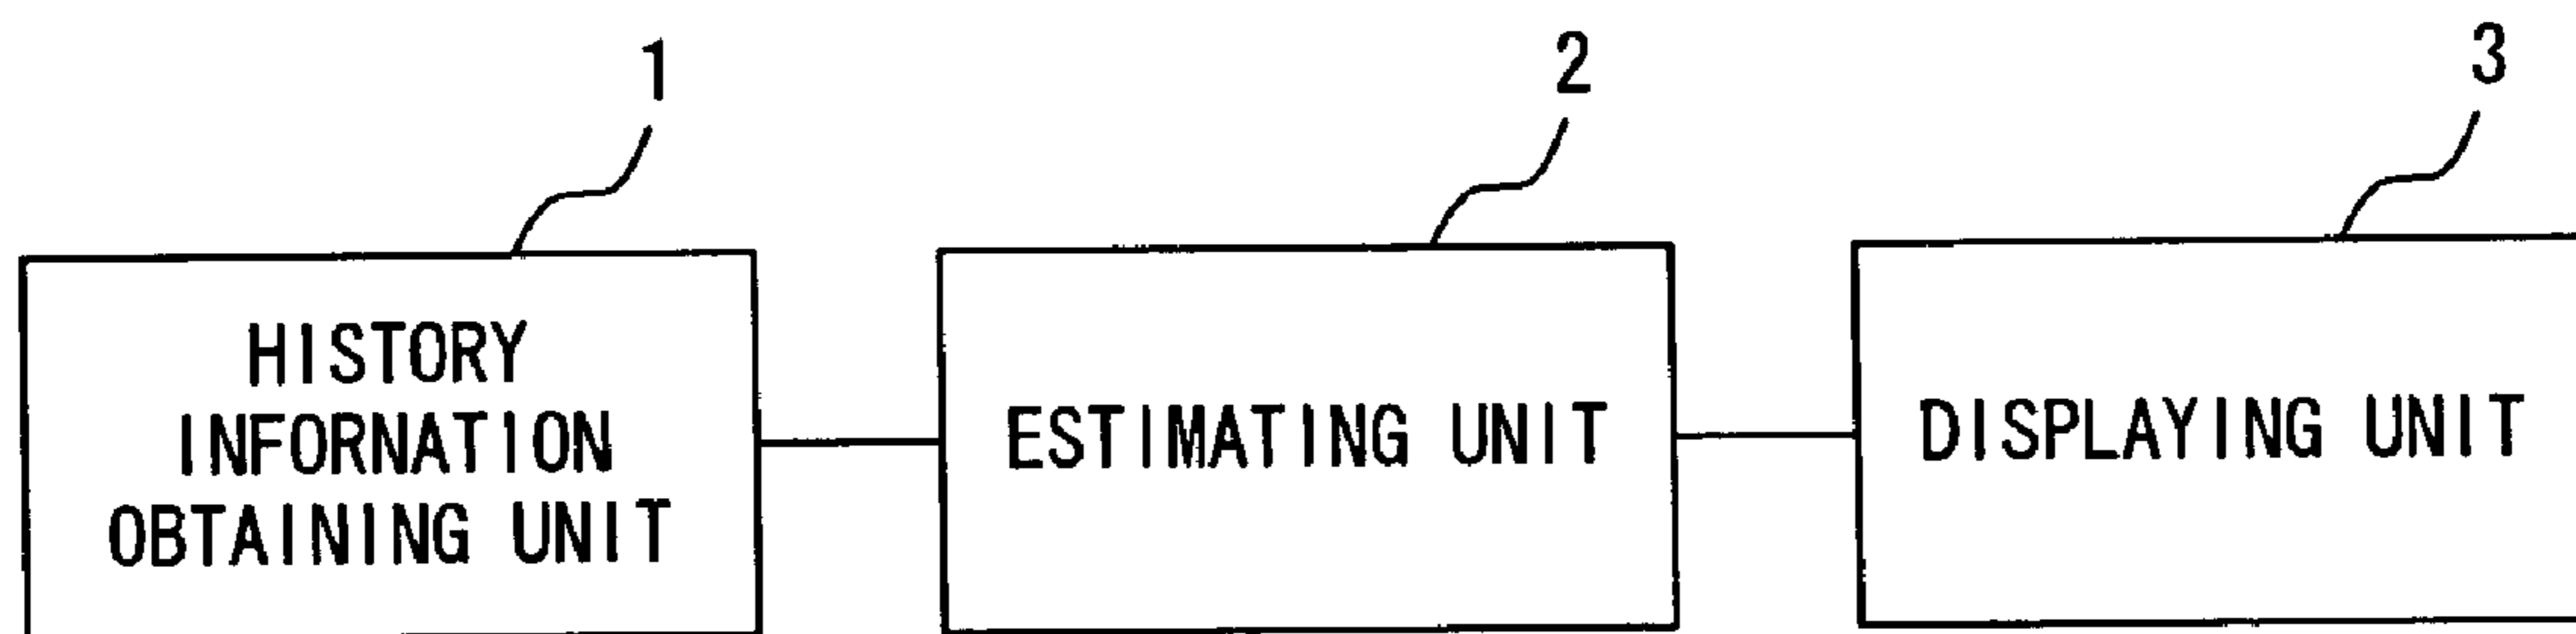 1
2
3
HISTORY
INFORNATION
OBTAINING UNIT
ESTIMATING UNIT
DISPLAYING UNIT